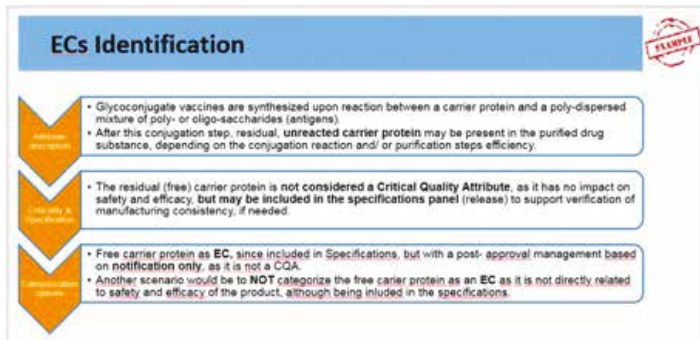 ECs Identification
EXAMPLE
• Glycoconjugate vaccines are synthesized upon reaction between a carrier protein and a poly-dispersed
mixture of poly- or oligo-saccharides (antigens).
• After this conjugation step, residual, unreacted carrier protein may be present in the purified drug
substance, depending on the conjugation reaction and/ or purification steps efficiency.
• The residual (free) carrier protein is not considered a Critical Quality Attribute, as it has no impact on
safety and efficacy, but may be included in the specifications panel (release) to support verification of
manufacturing consistency, if needed.
Criticality &
Specification
• Free carrier protein as EC, since included in Specifications, but with a post- approval management based
on notification only, as it is not a CQA.
• Another scenario would be to NOT categorize the free carier protein as an EC as it is not directly related
to safety and efficacy of the product, although being inluded in the specifications.